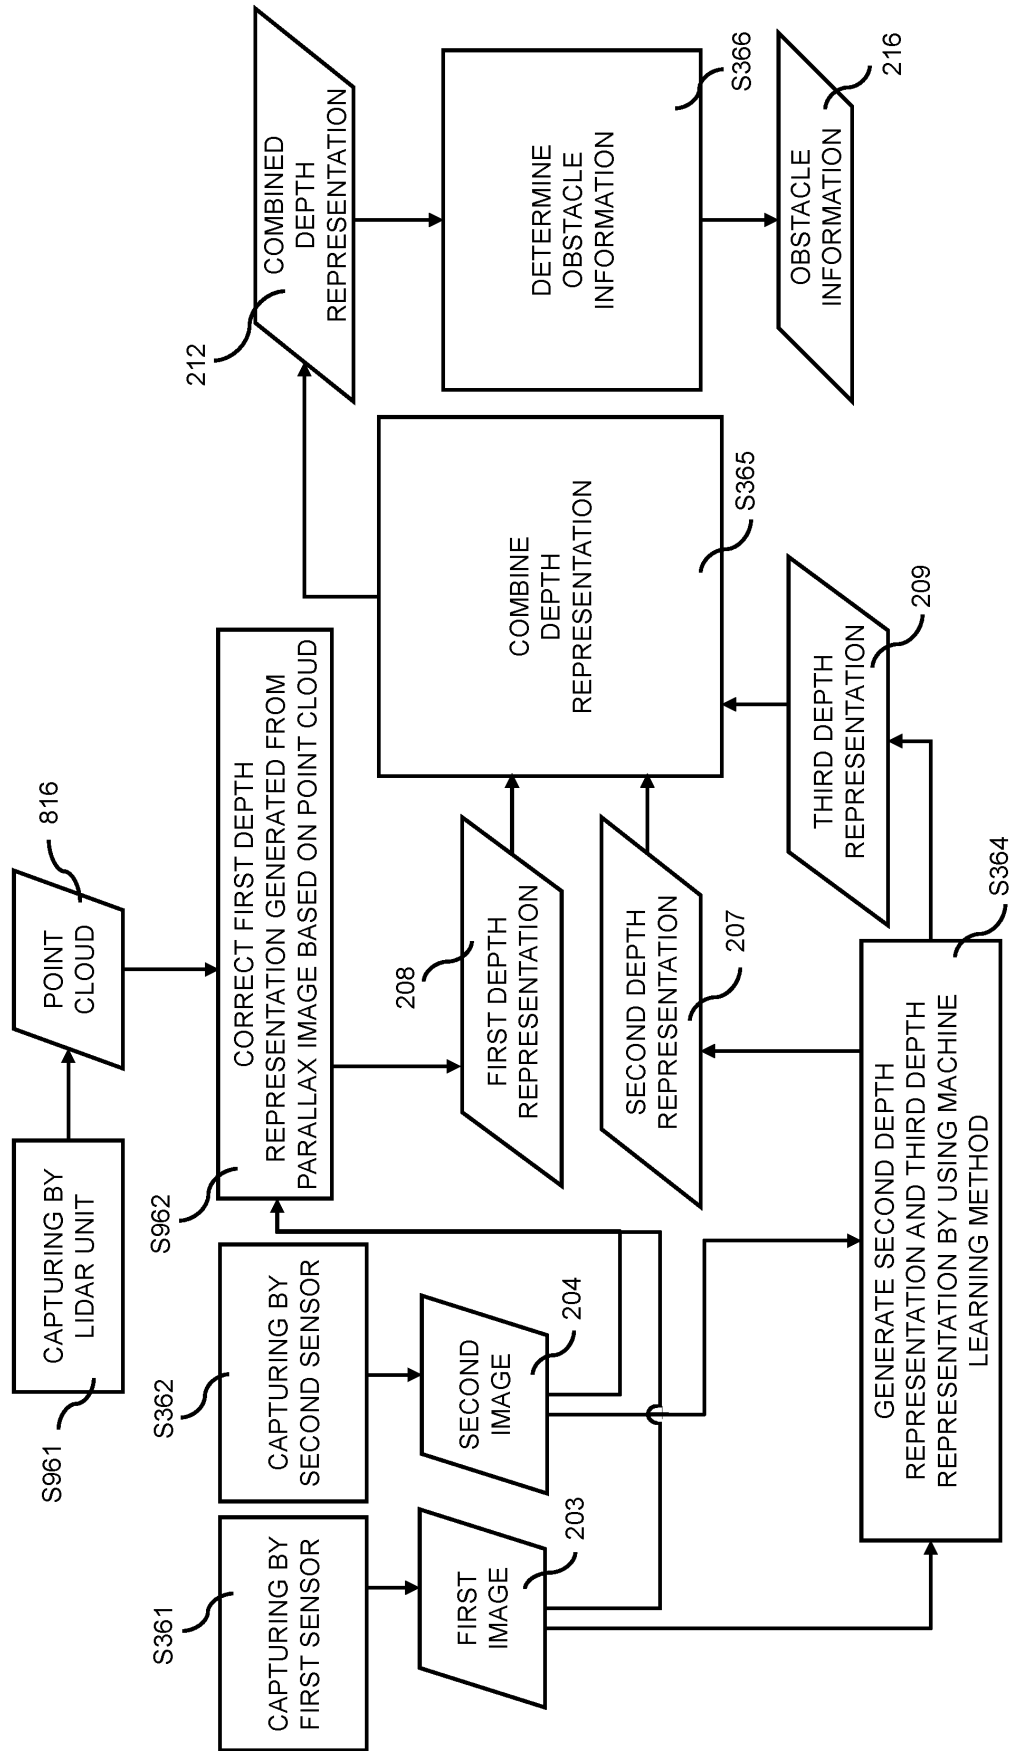 S961
CAPTURING BY
LIDAR UNIT
POINT
CLOUD
816
S361
CAPTURING BY
FIRST SENSOR
S362
CAPTURING BY
SECOND SENSOR
S962
CORRECT FIRST DEPTH
REPRESENTATION GENERATED FROM
PARALLAX IMAGE BASED ON POINT CLOUD
212
COMBINED
DEPTH
REPRESENTATION
FIRST
IMAGE
203
SECOND
IMAGE
204
208
FIRST DEPTH
REPRESENTATION
SECOND DEPTH
REPRESENTATION
207
COMBINE
DEPTH
REPRESENTATION
S365
DETERMINE
OBSTACLE
INFORMATION
S366
GENERATE SECOND DEPTH
REPRESENTATION AND THIRD DEPTH
REPRESENTATION BY USING MACHINE
LEARNING METHOD
S364
THIRD DEPTH
REPRESENTATION
209
OBSTACLE
INFORMATION
216